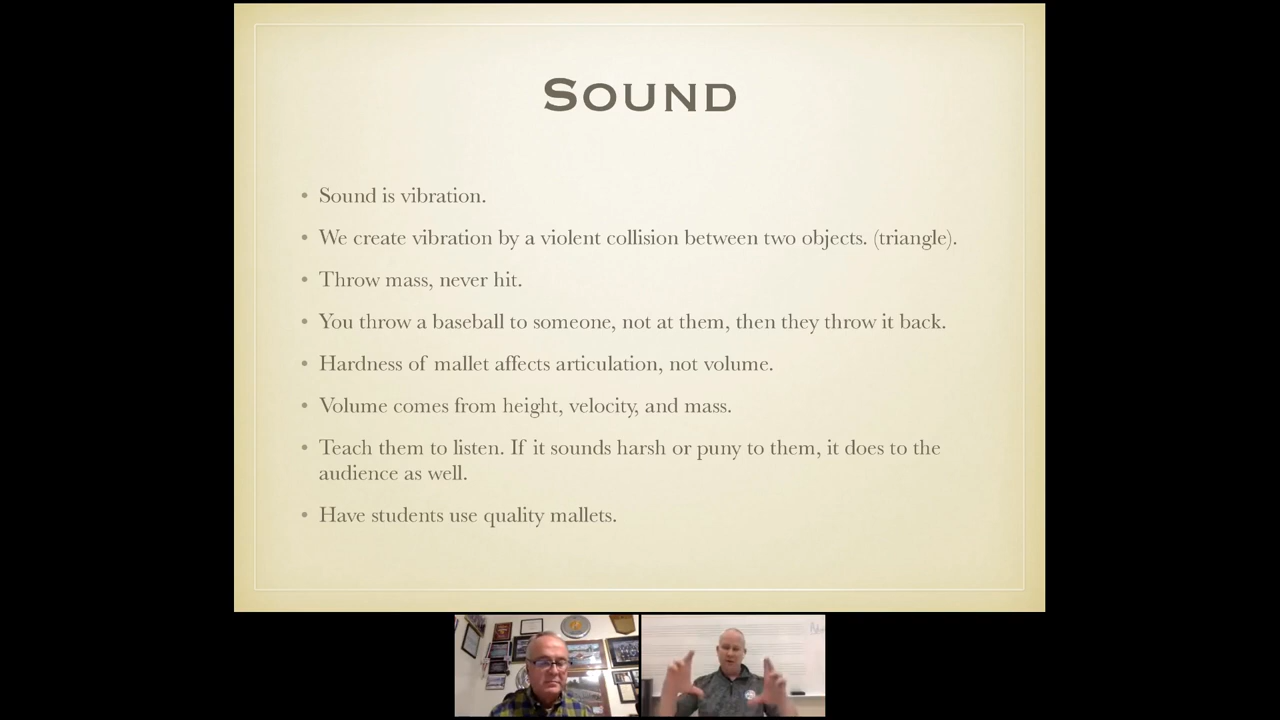 Sound
• Sound is vibration.
• We create vibration by a violent collision between two objects. (triangle).
• Throw mass, never hit.
• You throw a baseball to someone, not at them, then they throw it back.
• Hardness of mallet affects articulation, not volume.
• Volume comes from height, velocity, and mass.
• Teach them to listen. If it sounds harsh or puny to them, it does to the
audience as well.
• Have students use quality mallets.